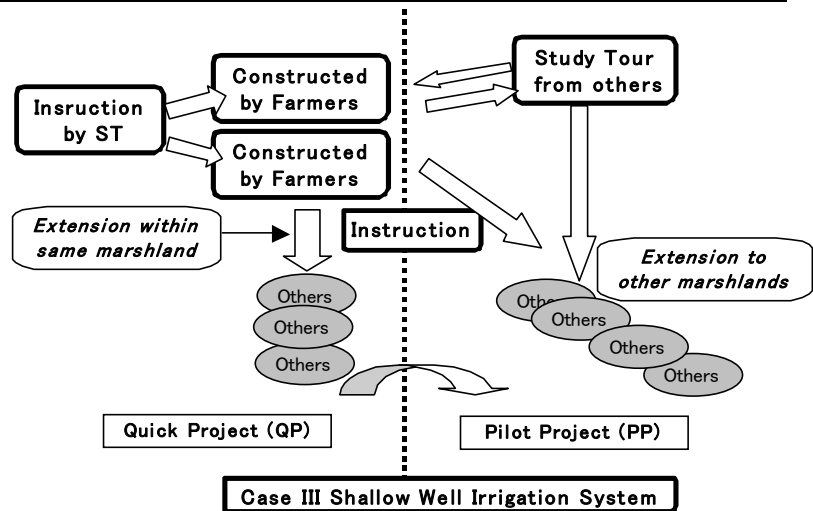 Constructed
by Farmers
Study Tour
from others
Insruction
by ST
Constructed
by Farmers
Extension within
same marshland
Instruction
Extension to
other marshlands
Others
Others
Others
Othe
Others
Others
Others
Quick Project (QP)
Pilot Project (PP)
Case III Shallow Well Irrigation System